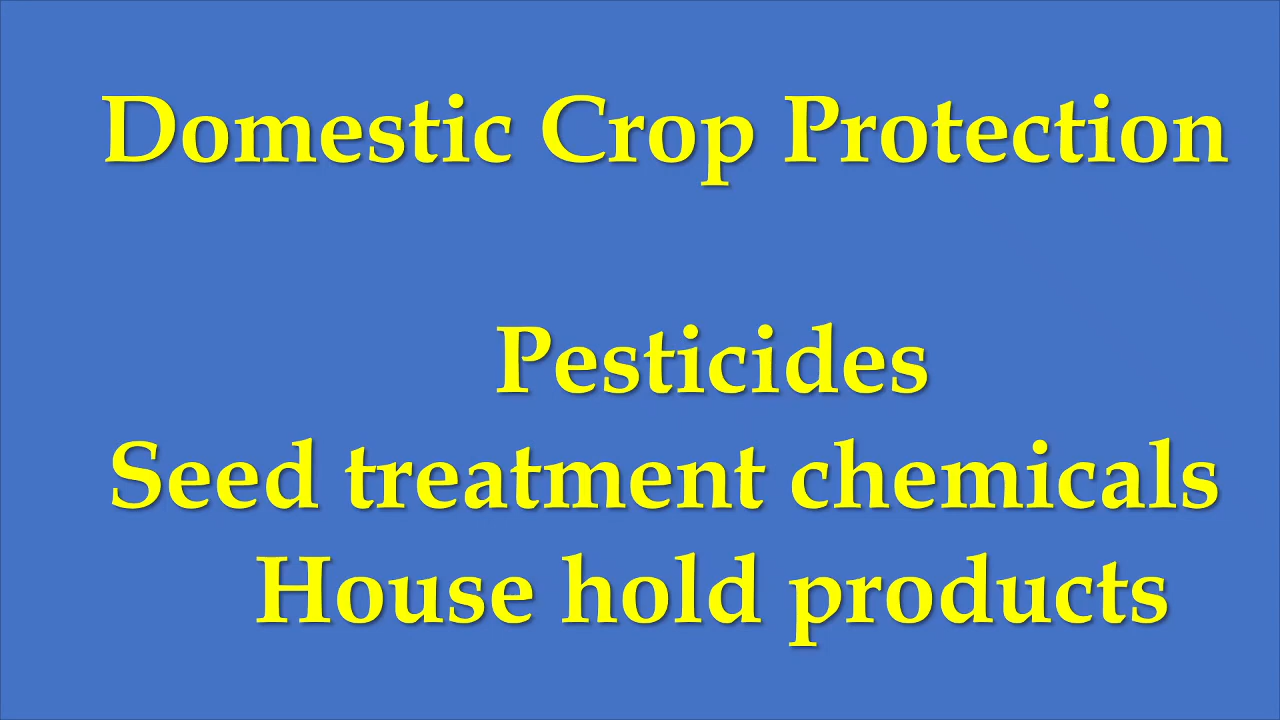 Domestic Crop Protection
Pesticides
Seed treatment chemicals
House hold products